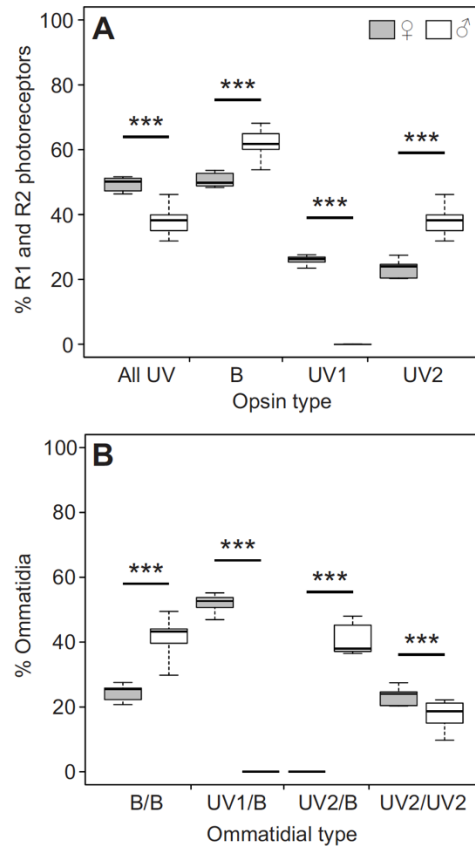 A
♀ ♂
% R1 and R2 photoreceptors
100
80
60
40
20
0
***
***
***
***
All UV B UV1 UV2
Opsin type
B
% Ommatidia
100
80
60
40
20
0
***
***
***
***
B/B UV1/B UV2/B UV2/UV2
Ommatidial type